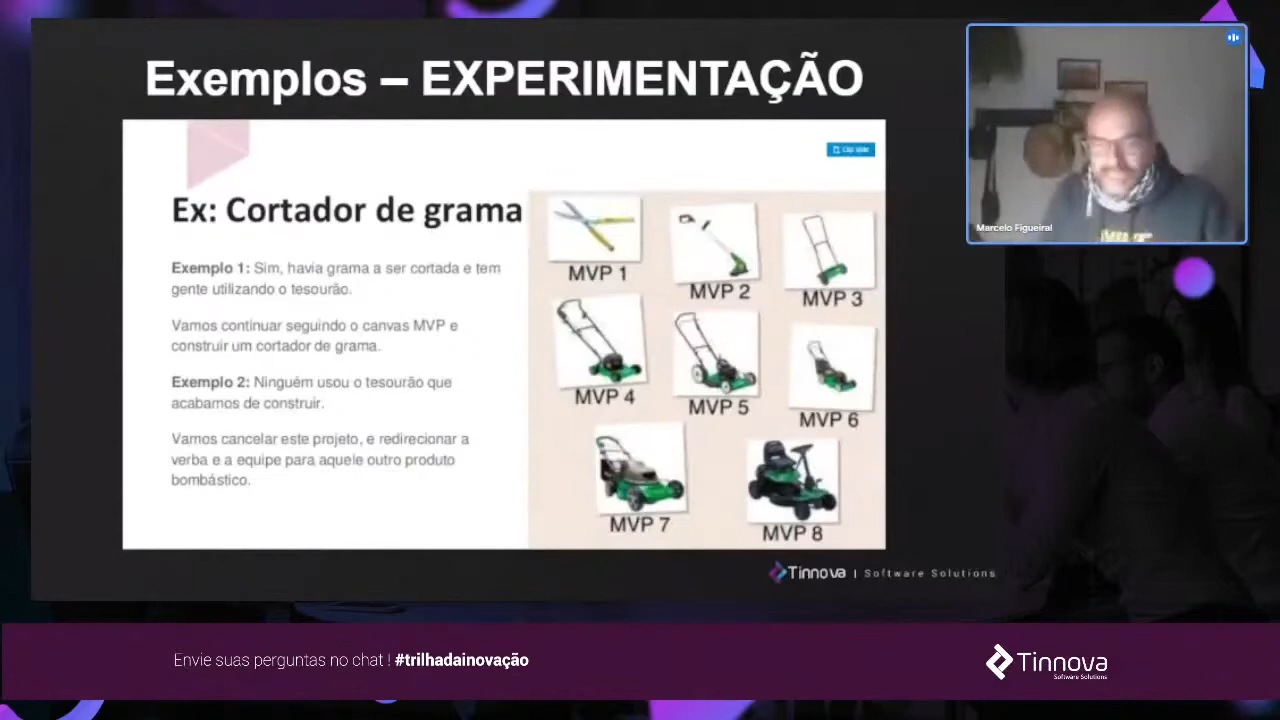 Exemplos – EXPERIMENTAÇÃO
Clip slide
Ex: Cortador de grama
Exemplo 1: Sim, havia grama a ser cortada e tem
gente utilizando o tesourão.
Vamos continuar seguindo o canvas MVP e
construir um cortador de grama.
Exemplo 2: Ninguém usou o tesourão que
acabamos de construir.
Vamos cancelar este projeto, e redirecionar a
verba e a equipe para aquele outro produto
bombástico.
MVP 1
MVP 2
MVP 3
MVP 4
MVP 5
MVP 6
MVP 7
MVP 8
Tinnova | Software Solutions
Marcelo Figueiral
Envie suas perguntas no chat ! #trilhadainovação
Tinnova
Software Solutions